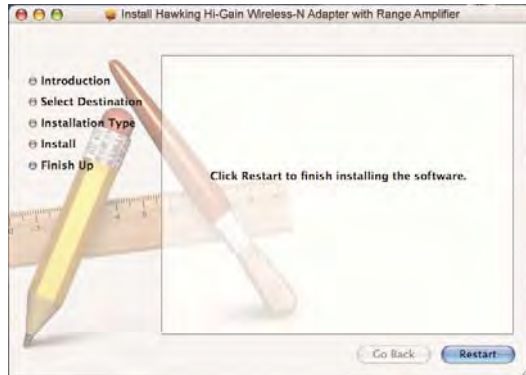 Install Hawking Hi-Gain Wireless-N Adapter with Range Amplifier
Introduction
Select Destination
Installation Type
Install
Finish Up
Click Restart to finish installing the software.
Go Back
Restart